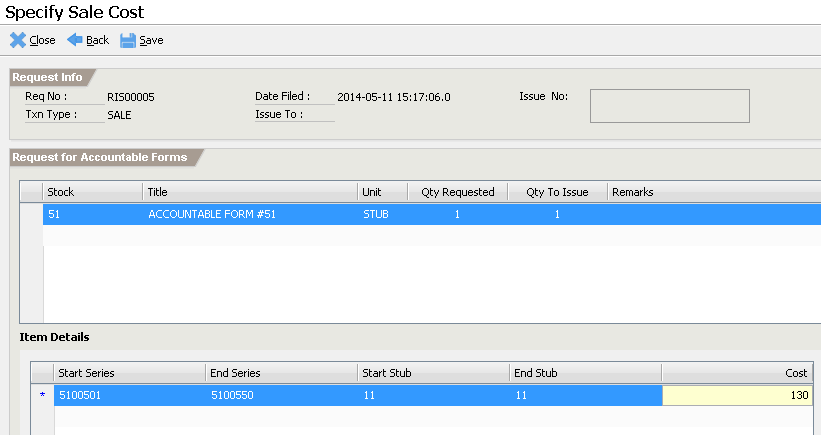 Specify Sale Cost
Close Back Save
Request Info
Req No : RIS00005 Date Filed : 2014-05-11 15:17:06.0 Issue No:
Txn Type : SALE Issue To :
Request for Accountable Forms
Stock Title Unit Qty Requested Qty To Issue Remarks
51 ACCOUNTABLE FORM #51 STUB 1 1
Item Details
Start Series End Series Start Stub End Stub Cost
* 5100501 5100550 11 11 130